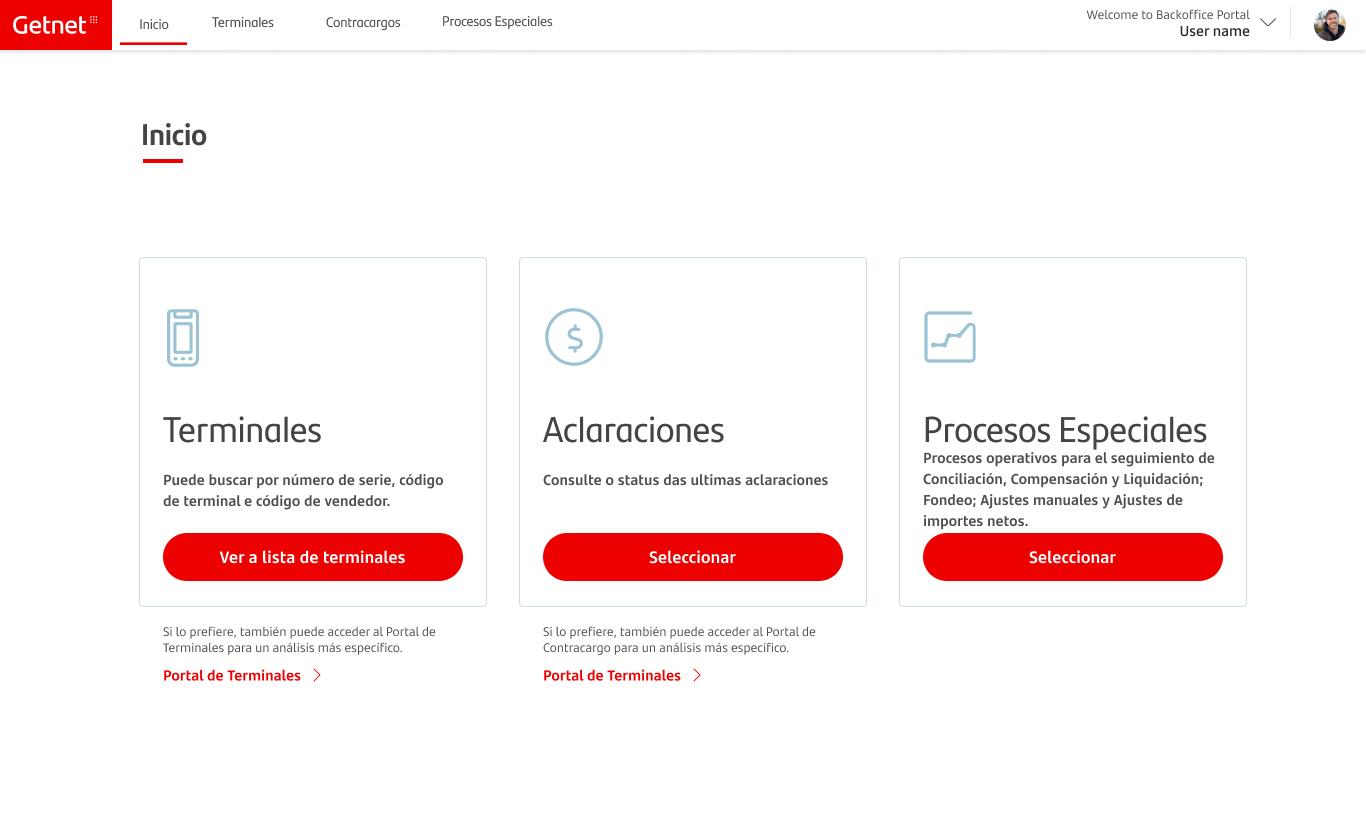 Getnet
Inicio
Terminales
Contracargos
Procesos Especiales
Welcome to Backoffice Portal
User name
Inicio
$
Terminales
Puede buscar por número de serie, código
de terminal e código de vendedor.
Ver a lista de terminales
Si lo prefiere, también puede acceder al Portal de
Terminales para un análisis más específico.
Portal de Terminales
Aclaraciones
Consulte o status das ultimas aclaraciones
Seleccionar
Si lo prefiere, también puede acceder al Portal de
Contracargo para un análisis más específico.
Portal de Terminales
Procesos Especiales
Procesos operativos para el seguimiento de
Conciliación, Compensación y Liquidación;
Fondeo; Ajustes manuales y Ajustes de
importes netos.
Seleccionar